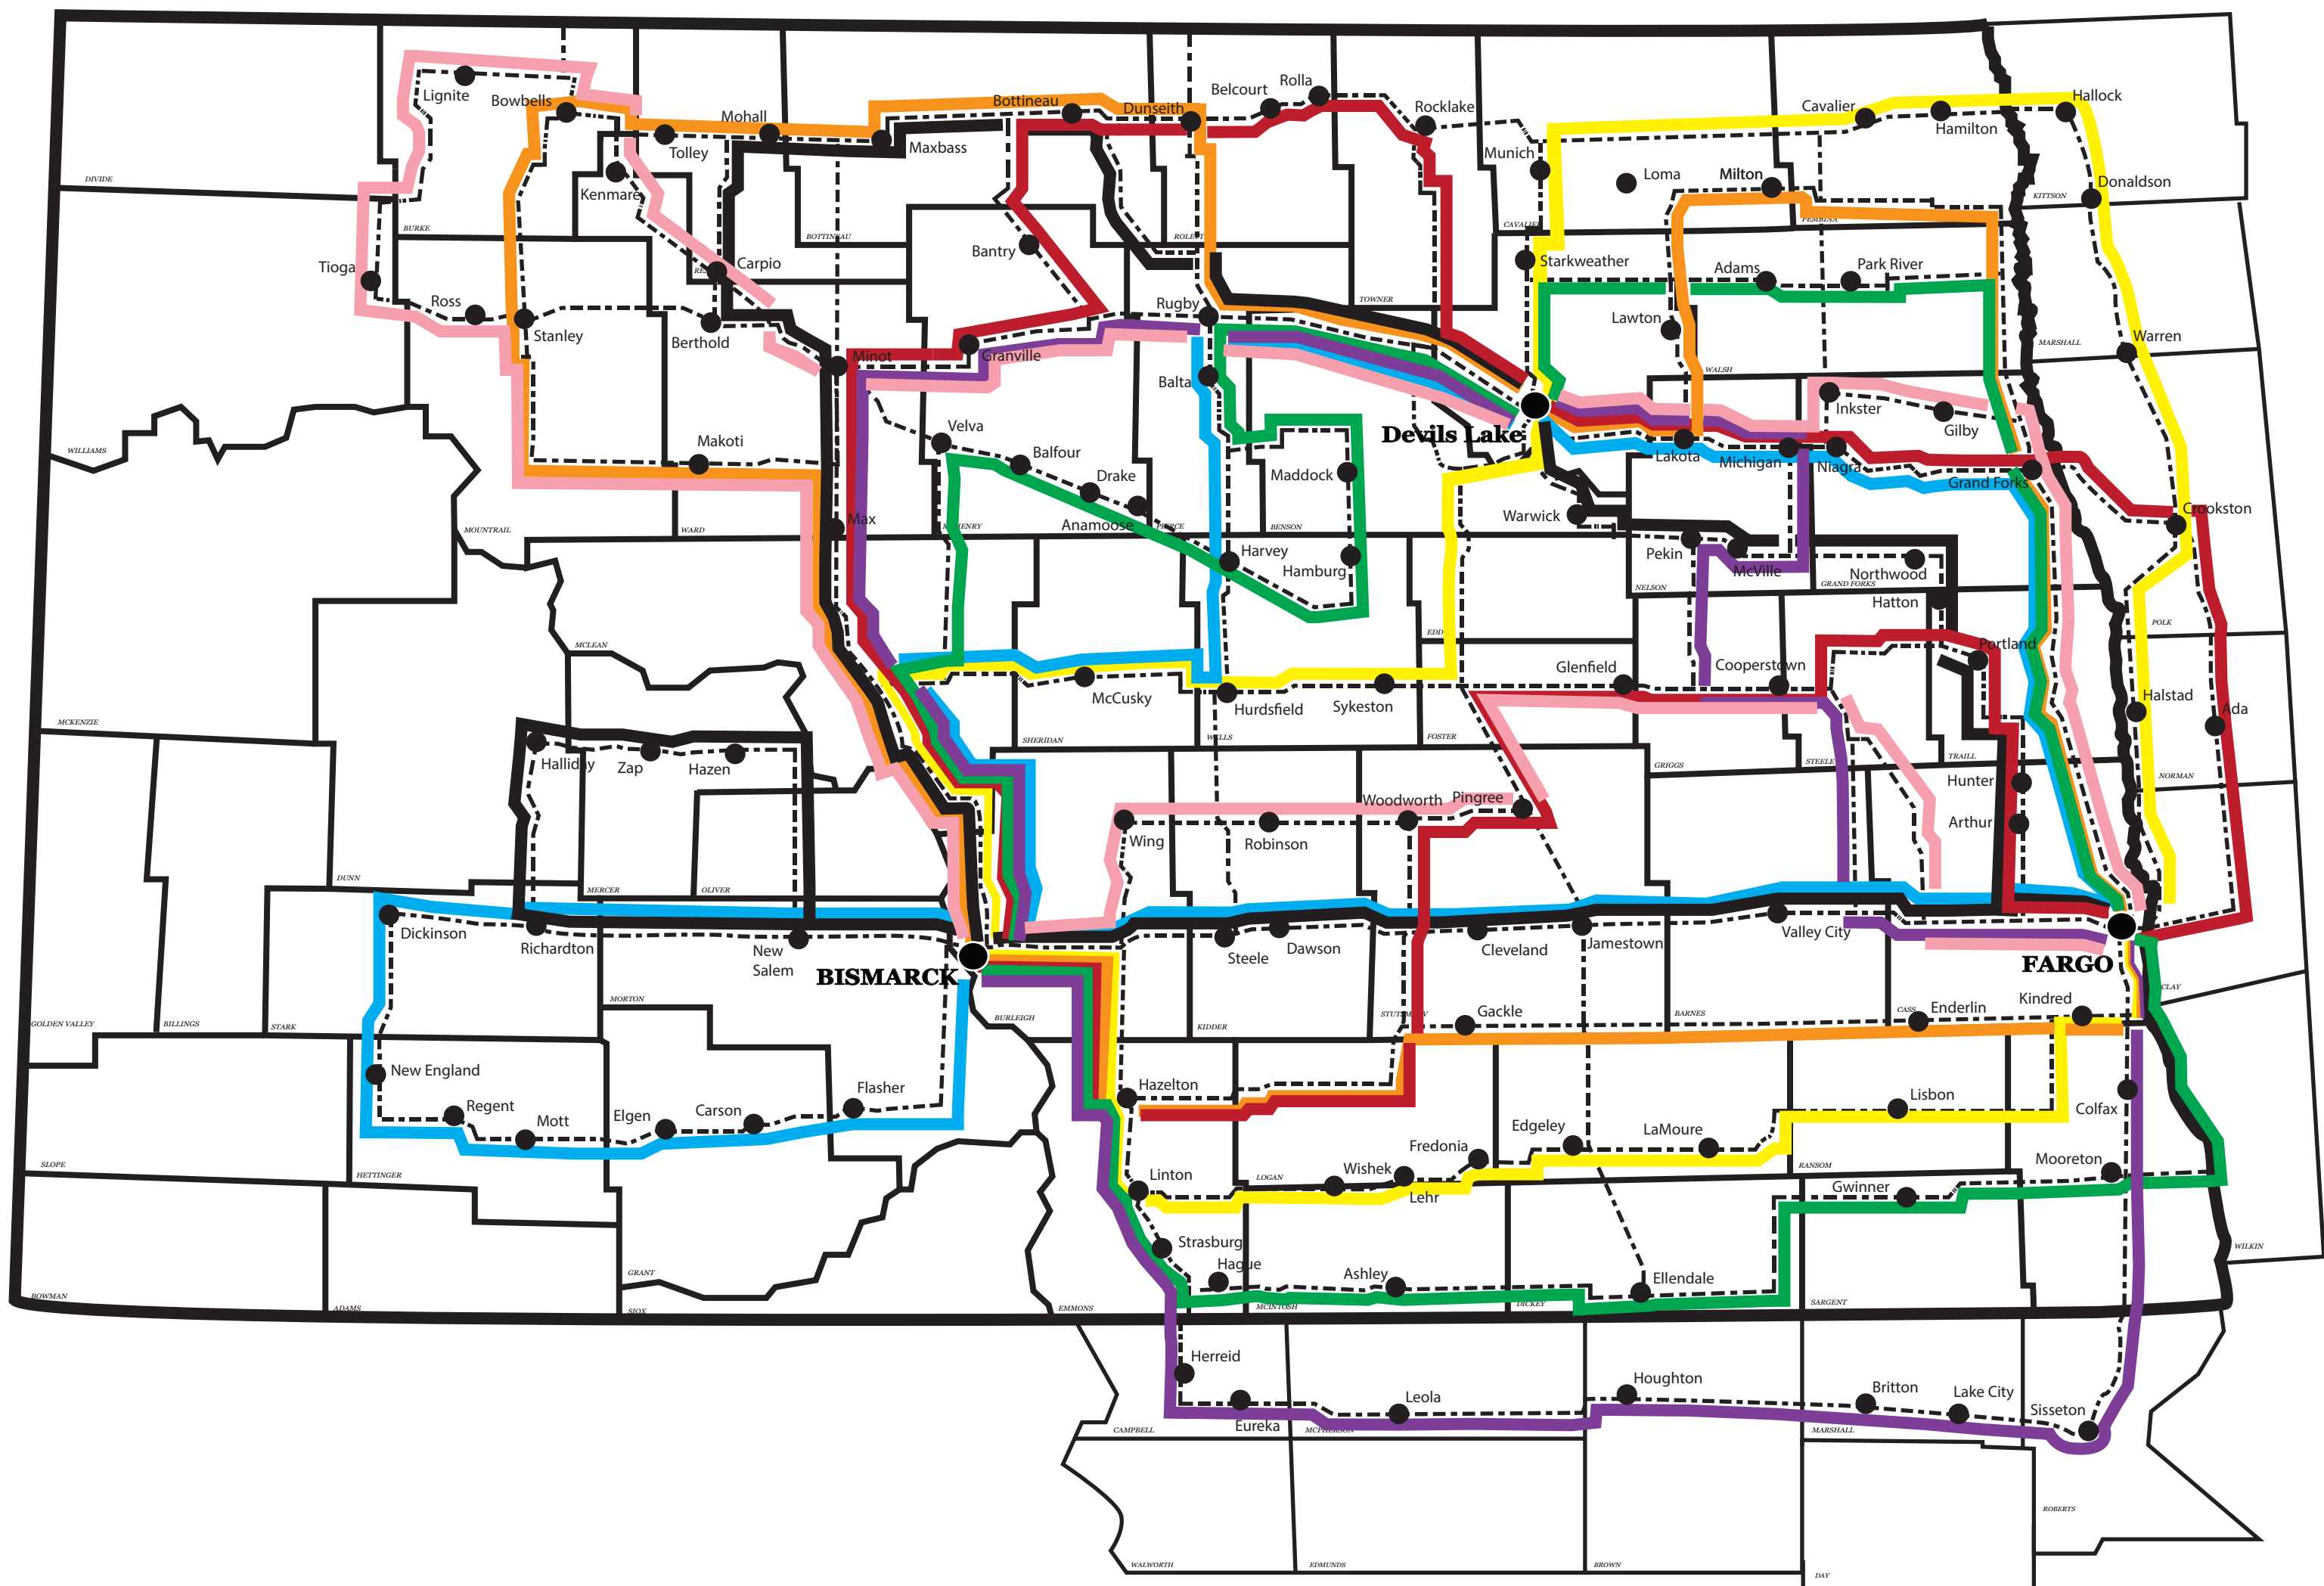 Lignite
Bowbells
Mohall
Tolley
Maxbass
Bottineau
Dunseith
Belcourt
Rolla
Rocklake
Cavalier
Hamilton
Hallock
Munich
Loma
Milton
Donaldson
Kenmare
DIVIDE
KITTSON
BURKE
BOTTINEAU
CAVALIER
PEMBINA
Tioga
Ross
Carpio
Bantry
Starkweather
Adams
Park River
TOWNER
Stanley
Berthold
Rugby
Lawton
MARSHALL
Warren
Minot
Granville
Balta
WALSH
Inkster
Gilby
Makoti
Velva
Balfour
Drake
Anamoose
Maddock
Devils Lake
Lakota
Michigan
Niagra
Grand Forks
WILLIAMS
Max
MOUNTRAIL
WARD
PIERCE
BENSON
Warwick
Crookston
Harvey
Hamburg
Pekin
McVille
Northwood
NELSON
GRAND FORKS
Hatton
POLK
MCLEAN
Portland
McCusky
Hurdsfield
Sykeston
Glenfield
Cooperstown
Halstad
Ada
MCKENZIE
SHERIDAN
WELLS
FOSTER
GRIGGS
STEELE
TRAILL
NORMAN
Halliday
Zap
Hazen
Hunter
Wing
Robinson
Woodworth
Pingree
Arthur
DUNN
MERCER
OLIVER
Dickinson
Richardton
New
Salem
BISMARCK
Steele
Dawson
Cleveland
Jamestown
Valley City
FARGO
GOLDEN VALLEY
BILLINGS
STARK
MORTON
BURLEIGH
KIDDER
Gackle
BARNES
CASS
Enderlin
Kindred
CLAY
New England
Regent
Mott
Elgen
Carson
Flasher
Hazelton
Lisbon
Colfax
SLOPE
HETTINGER
Linton
LOGAN
Wishek
Lehr
Fredonia
Edgeley
LaMoure
RANSOM
Gwinner
Mooreton
Strasburg
Hague
Ashley
Ellendale
WILKIN
BOWMAN
ADAMS
GRANT
SIOX
EMMONS
MCINTOSH
DICKEY
SARGENT
Herreid
Eureka
Leola
Houghton
Britton
Lake City
Sisseton
CAMPBELL
MCPHERSON
MARSHALL
ROBERTS
WALWORTH
EDMUNDS
BROWN
DAY